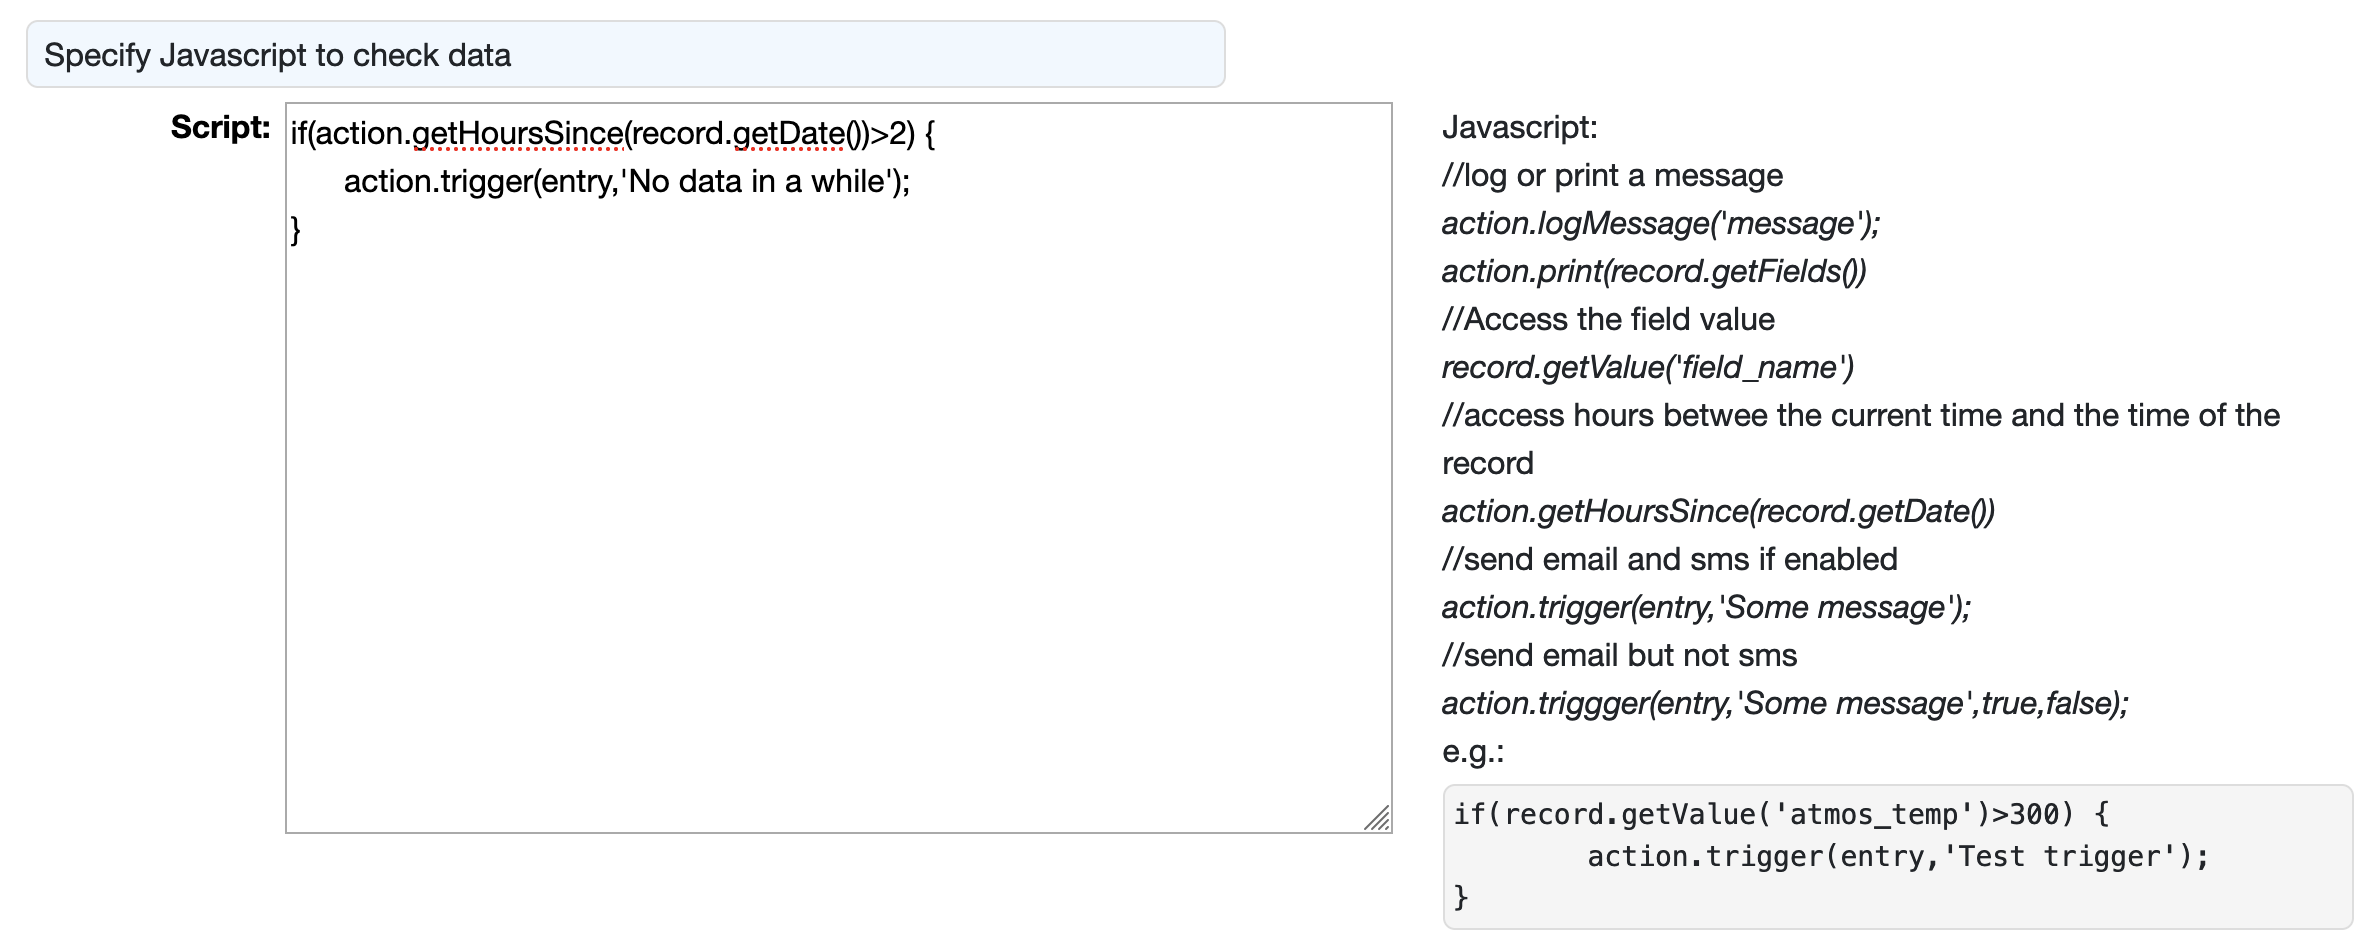 Specify Javascript to check data
Script:
if(action.getHoursSince(record.getDate())>2) {
action.trigger(entry,'No data in a while');
}
Javascript:
//log or print a message
action.logMessage('message');
action.print(record.getFields())
//Access the field value
record.getValue('field_name')
//access hours betwee the current time and the time of the
record
action.getHoursSince(record.getDate())
//send email and sms if enabled
action.trigger(entry,'Some message');
//send email but not sms
action.triggger(entry,'Some message',true,false);
e.g.:
if(record.getValue('atmos_temp')>300) {
action.trigger(entry,'Test trigger');
}